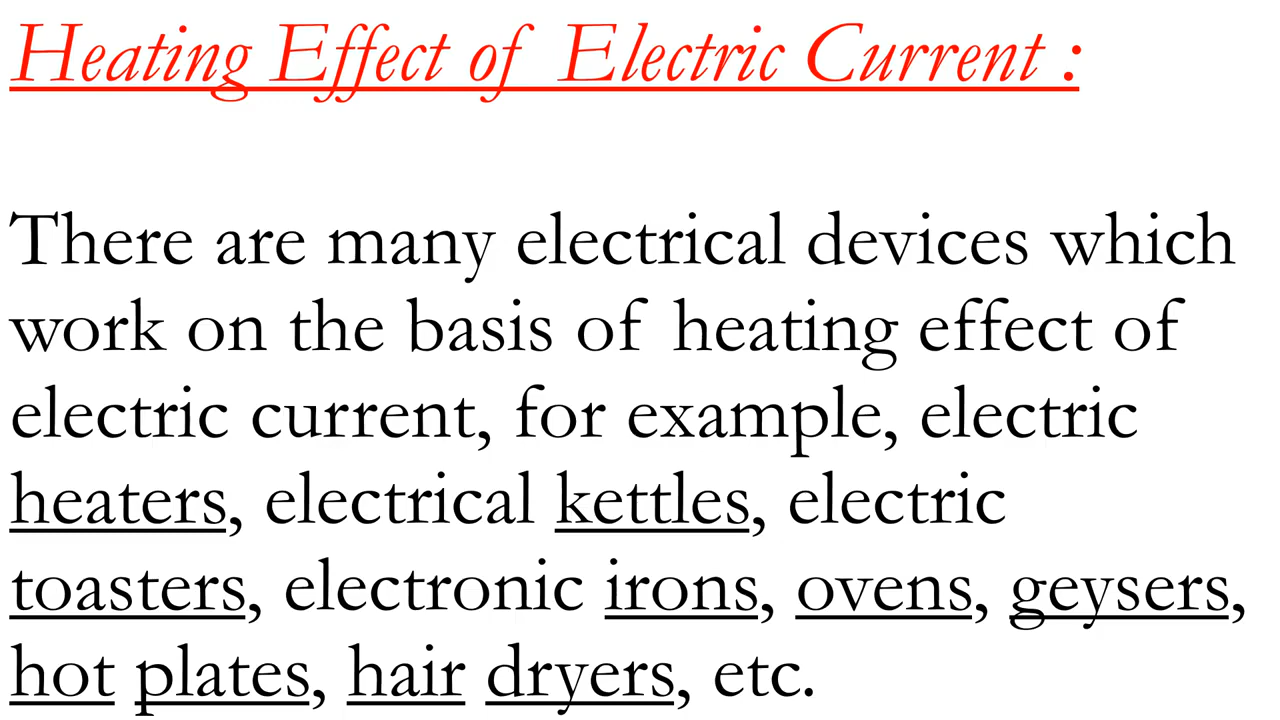 Heating Effect of Electric Current :
There are many electrical devices which
work on the basis of heating effect of
electric current, for example, electric
heaters, electrical kettles, electric
toasters, electronic irons, ovens, geysers,
hot plates, hair dryers, etc.